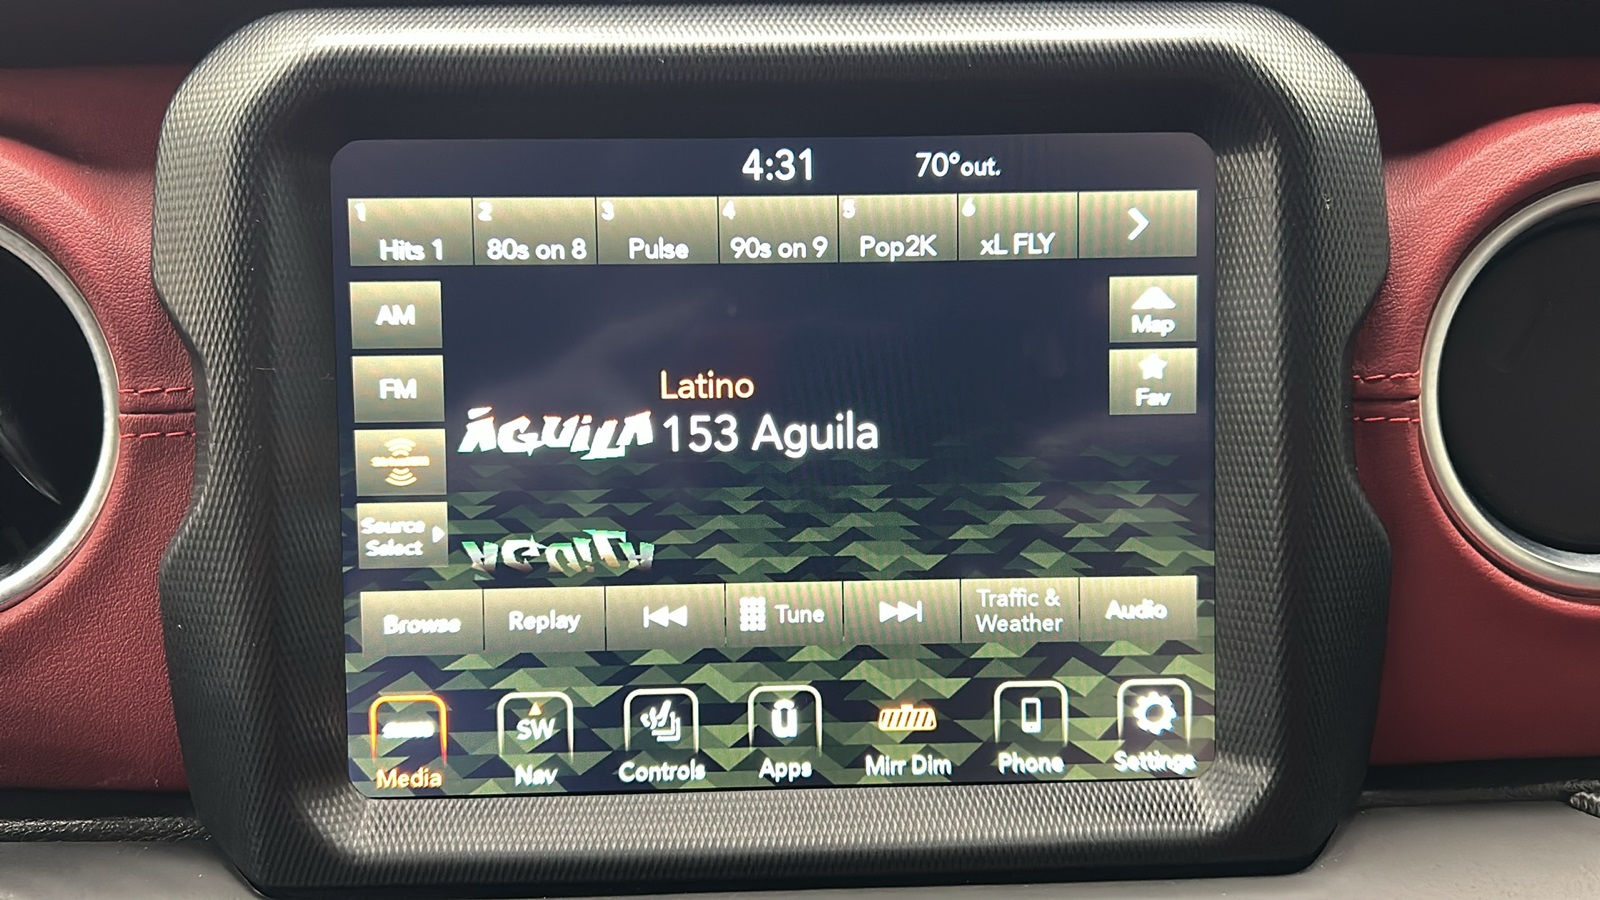 4:31 70°out.
1 2 3 4 5 6
Hits 1 80s on 8 Pulse 90s on 9 Pop2K xL FLY
AM
Map
FM
Fav
Latino
ÁGUILA 153 Aguila
Source
Select
Browse Replay Tune Traffic &
Weather Audio
SW
Media Nav Controls Apps Mirr Dim Phone Settings